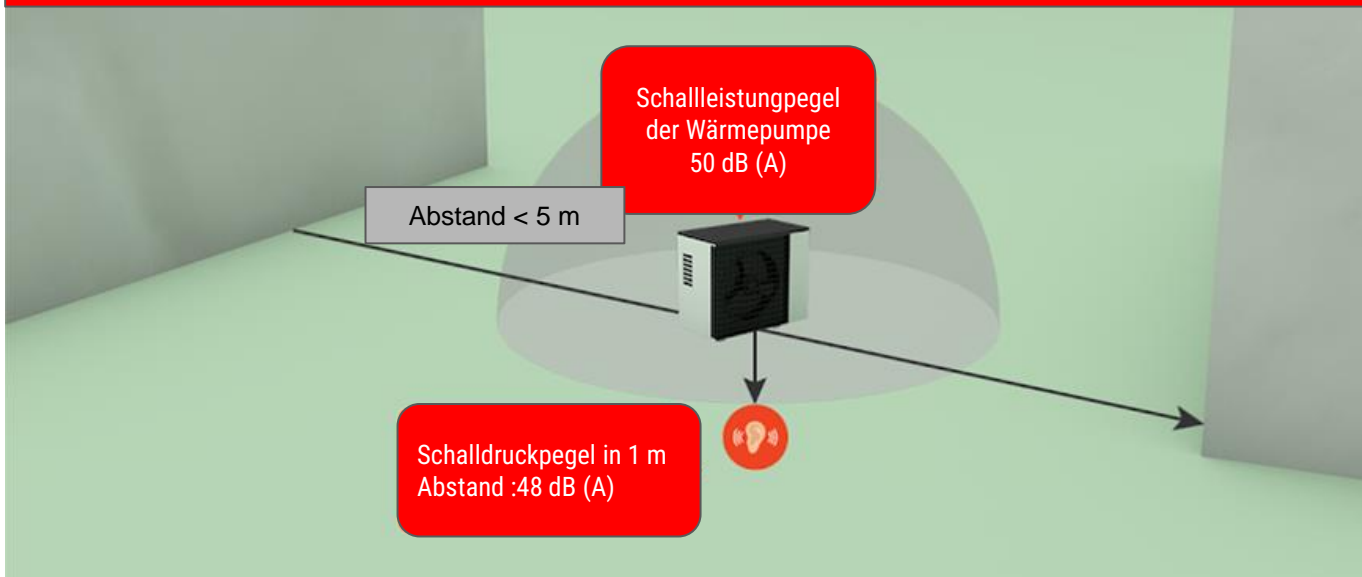 Schallleistungpegel
der Wärmepumpe
50 dB (A)
Abstand < 5 m
Schalldruckpegel in 1 m
Abstand :48 dB (A)